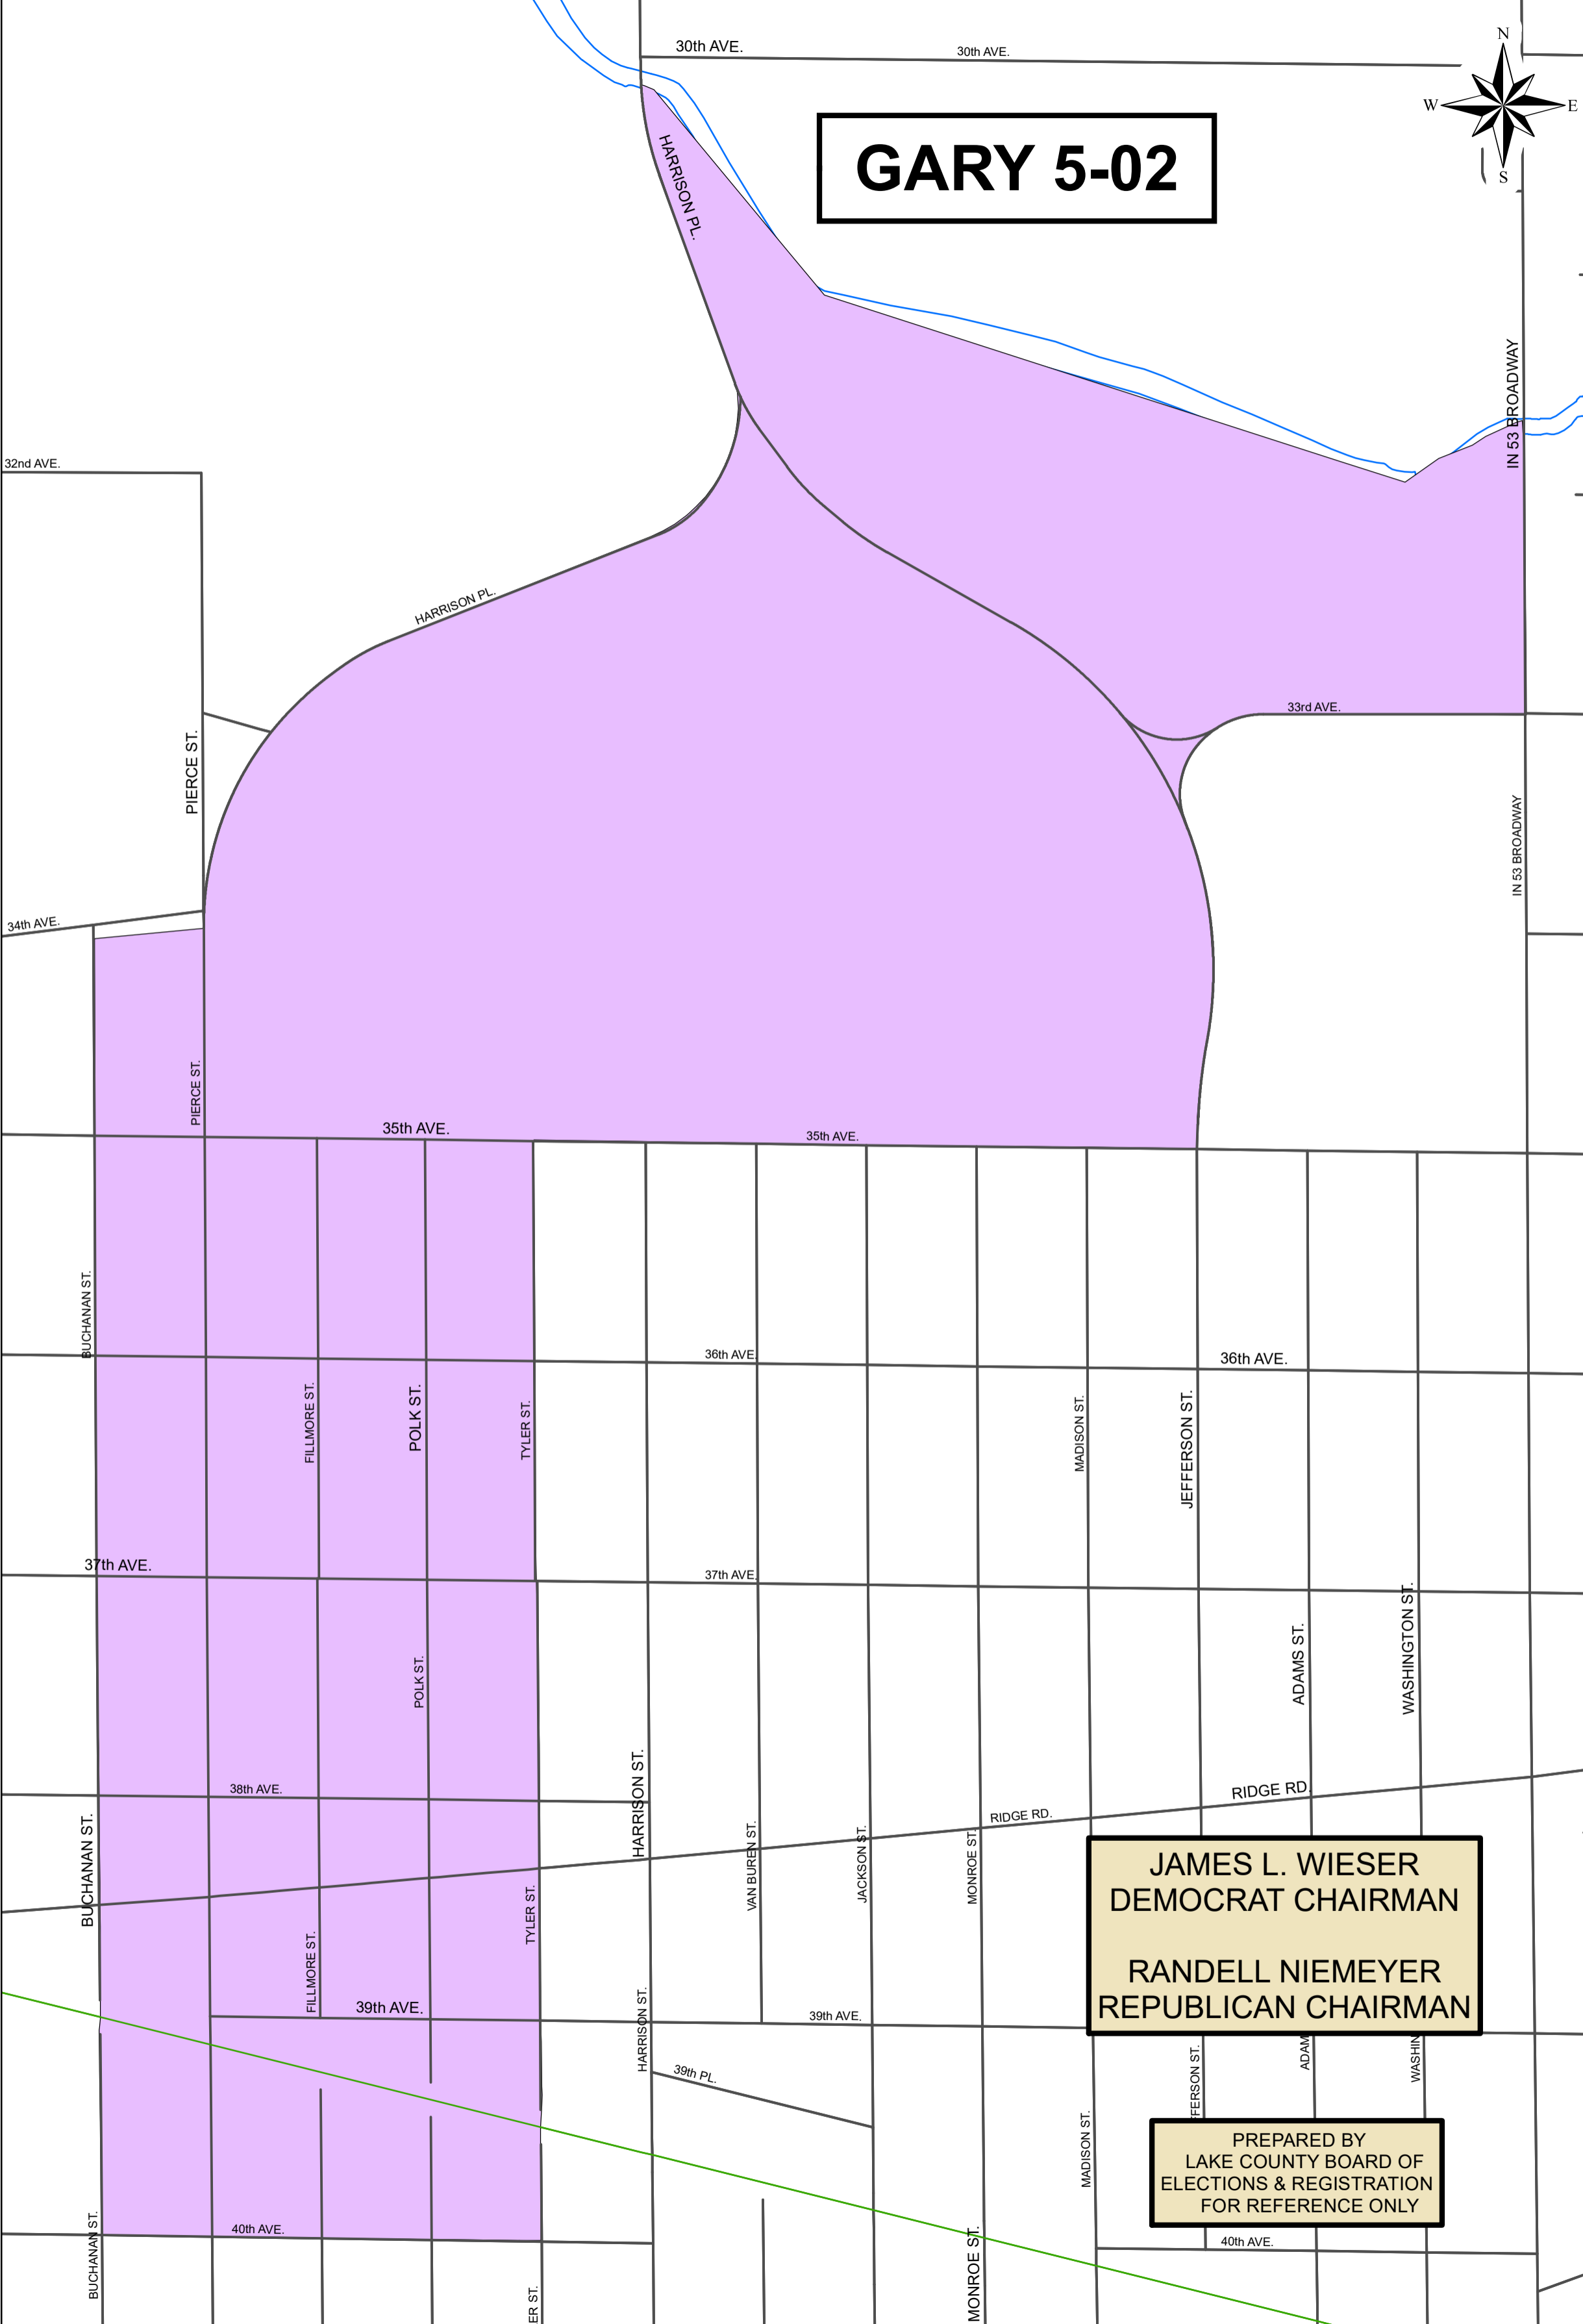 30th AVE.
30th AVE.
N
W
E
S
GARY 5-02
HARRISON PL.
IN 53 BROADWAY
32nd AVE.
HARRISON PL.
33rd AVE.
PIERCE ST.
IN 53 BROADWAY
34th AVE.
PIERCE ST.
35th AVE.
35th AVE.
BUCHANAN ST.
36th AVE.
36th AVE.
FILLMORE ST.
POLK ST.
TYLER ST.
MADISON ST.
JEFFERSON ST.
37th AVE.
37th AVE.
POLK ST.
ADAMS ST.
WASHINGTON ST.
38th AVE.
HARRISON ST.
RIDGE RD.
RIDGE RD.
BUCHANAN ST.
VAN BUREN ST.
JACKSON ST.
MONROE ST.
JAMES L. WIESER
DEMOCRAT CHAIRMAN
RANDELL NIEMEYER
REPUBLICAN CHAIRMAN
TYLER ST.
FILLMORE ST.
39th AVE.
39th AVE.
HARRISON ST.
39th PL.
FFERSON ST.
ADAM
WASHIN
MADISON ST.
PREPARED BY
LAKE COUNTY BOARD OF
ELECTIONS & REGISTRATION
FOR REFERENCE ONLY
BUCHANAN ST.
40th AVE.
40th AVE.
MONROE ST.
ER ST.